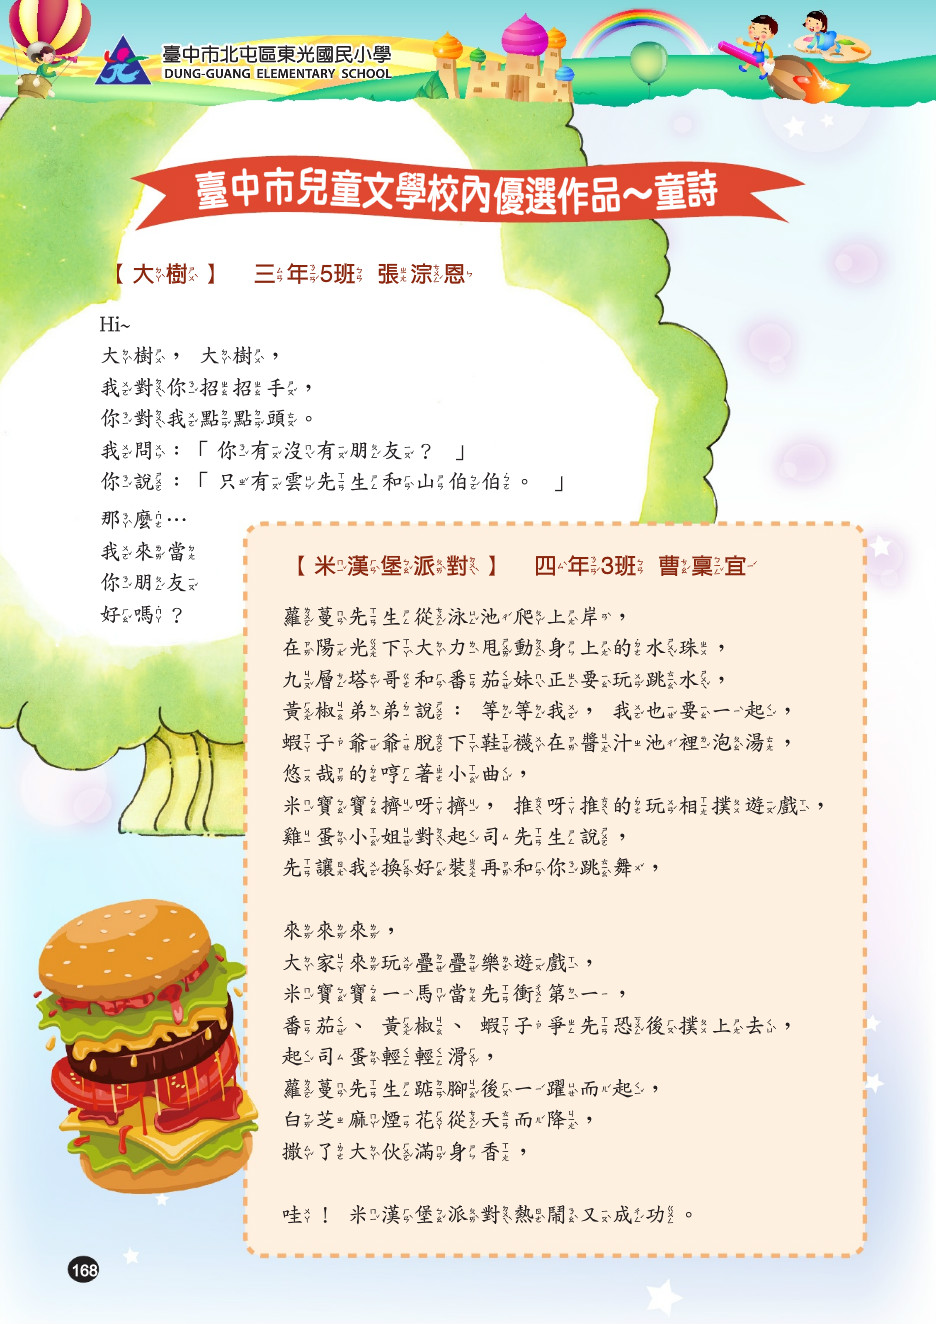 臺中市北屯區東光國民小學
DUNG-GUANG ELEMENTARY SCHOOL
臺中市兒童文學校內優選作品～童詩
【大樹】 三年5班 張淙恩
Hi~
大樹，大樹，
我對你招招手，
你對我點點頭。
我問：「你有沒有朋友？」
你說：「只有雲先生和山伯伯。」
那麼…
我來當
你朋友
好嗎？
【米漢堡派對】 四年3班 曹稟宜
蘿蔓先生從泳池爬上岸，
在陽光下大力甩動身上的水珠，
九層塔哥和番茄妹正要玩跳水，
黃椒弟弟說：等等我，我也要一起，
蝦子爺爺脫下鞋襪在醬汁池裡泡湯，
悠哉的哼著小曲，
米寶寶擠呀擠，推呀推的玩相撲遊戲，
雞蛋小姐對起司先生說，
先讓我換好裝再和你跳舞，
來來來，
大家來玩疊疊樂遊戲，
米寶寶一馬當先衝第一，
番茄、黃椒、蝦子爭先恐後撲上去，
起司蛋輕輕滑，
蘿蔓先生踮腳後一躍而起，
白芝麻煙花從天而降，
撒了大伙滿身香，
哇！米漢堡派對熱鬧又成功。
168